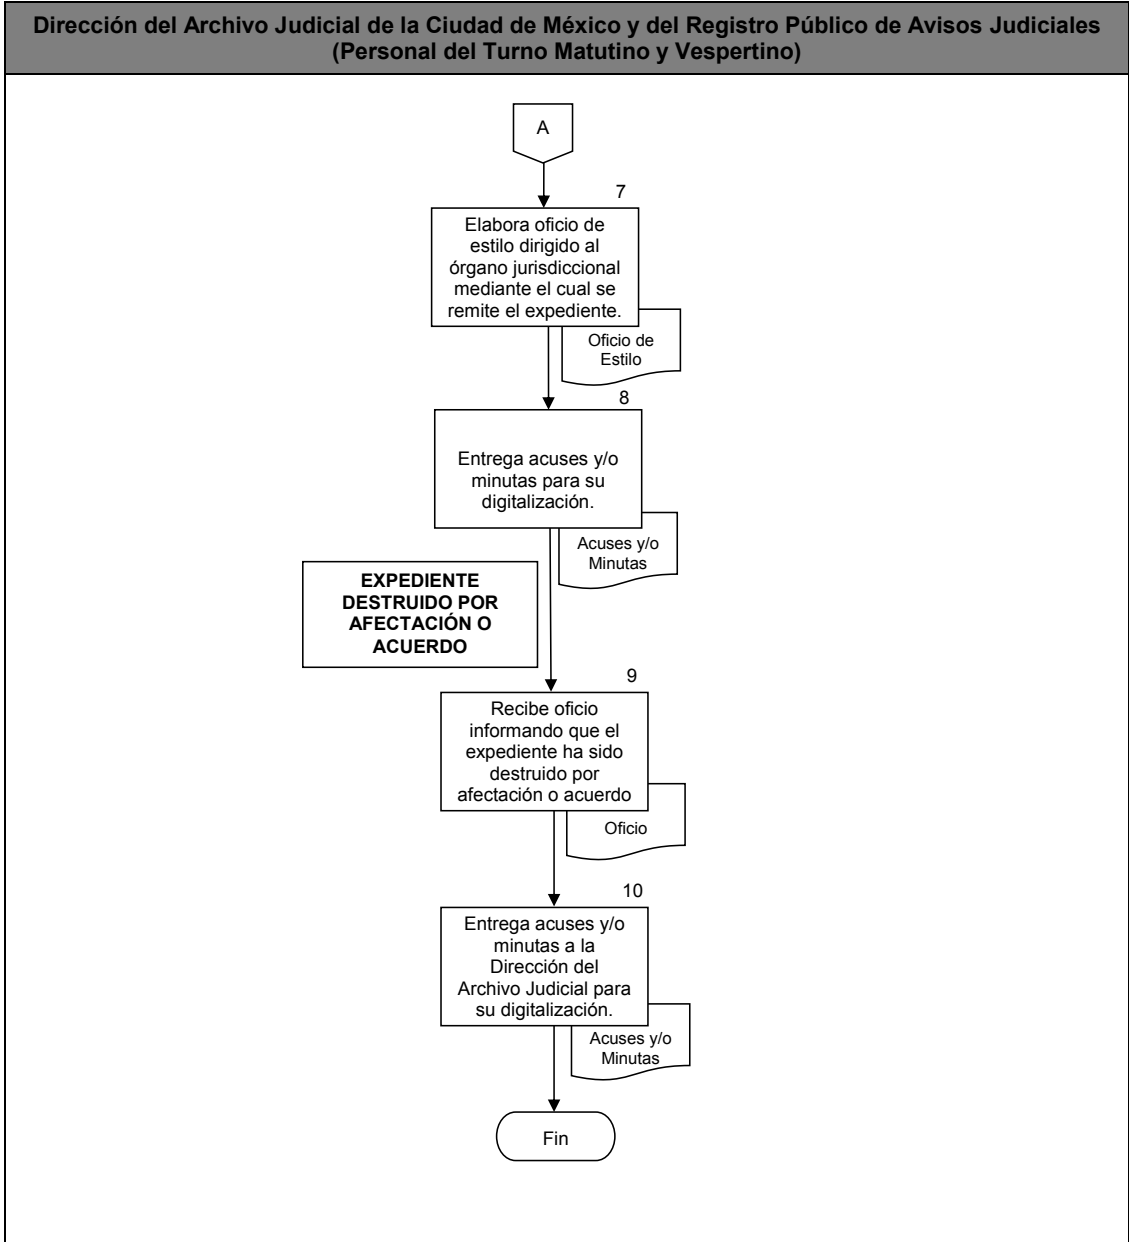 Dirección del Archivo Judicial de la Ciudad de México y del Registro Público de Avisos Judiciales
(Personal del Turno Matutino y Vespertino)
A
7
Elabora oficio de
estilo dirigido al
órgano jurisdiccional
mediante el cual se
remite el expediente.
Oficio de
Estilo
8
Entrega acuses y/o
minutas para su
digitalización.
Acuses y/o
Minutas
EXPEDIENTE
DESTRUIDO POR
AFECTACIÓN O
ACUERDO
9
Recibe oficio
informando que el
expediente ha sido
destruido por
afectación o acuerdo
Oficio
10
Entrega acuses y/o
minutas a la
Dirección del
Archivo Judicial para
su digitalización.
Acuses y/o
Minutas
Fin